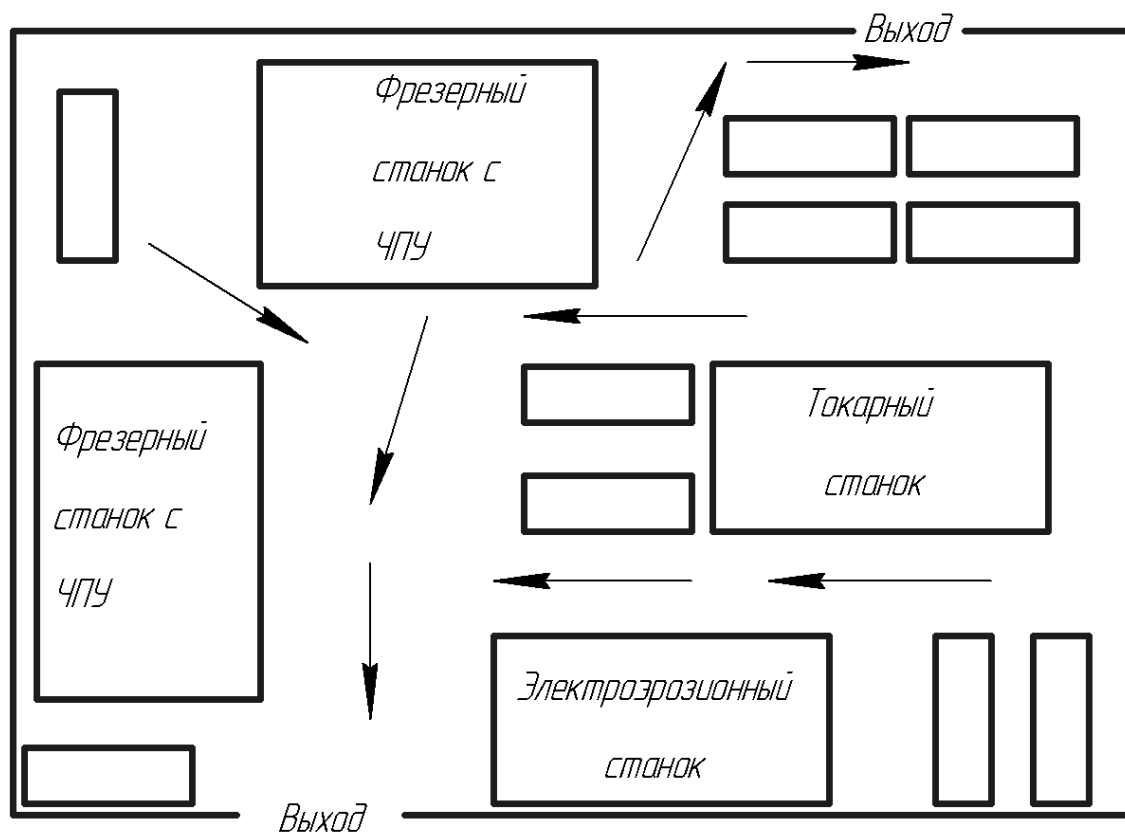 Выход
Фрезерный
станок с
ЧПУ
Фрезерный
станок с
ЧПУ
Токарный
станок
Электроэрозионный
станок
Выход